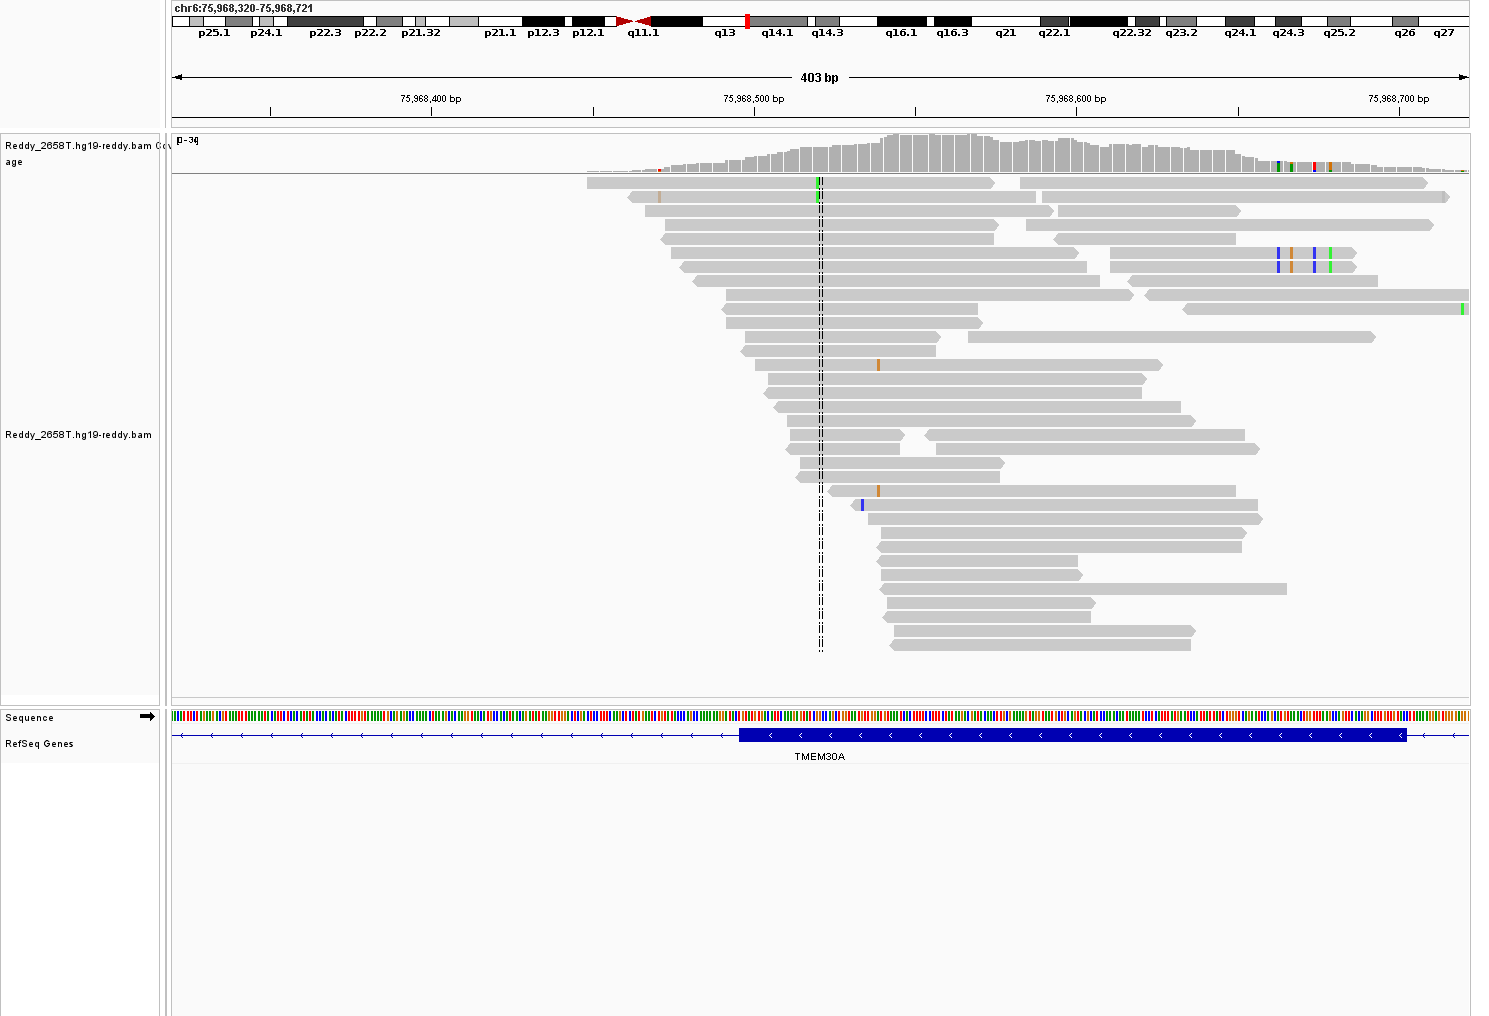 chr6:75,968,320-75,968,721
p25.1 p24.1 p22.3 p22.2 p21.32 p21.1 p12.3 p12.1 q11.1 q13 q14.1 q14.3 q16.1 q16.3 q21 q22.1 q22.32 q23.2 q24.1 q24.3 q25.2 q26 q27
403 bp
75,968,400 bp 75,968,500 bp 75,968,600 bp 75,968,700 bp
Reddy_2658T.hg19-reddy.bam Cov
age
Reddy_2658T.hg19-reddy.bam
Sequence
RefSeq Genes
TMEM30A